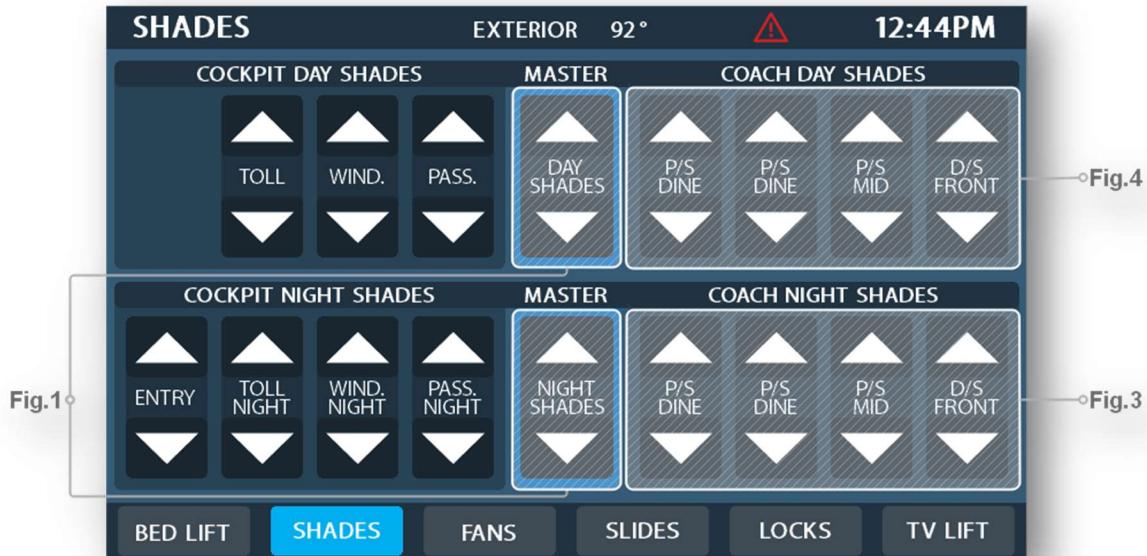 SHADES EXTERIOR 92° 12:44PM
COCKPIT DAY SHADES MASTER COACH DAY SHADES
TOLL WIND. PASS. DAY SHADES P/S DINE P/S DINE P/S MID D/S FRONT
Fig.4
COCKPIT NIGHT SHADES MASTER COACH NIGHT SHADES
Fig.1
ENTRY TOLL NIGHT WIND. NIGHT PASS. NIGHT NIGHT SHADES P/S DINE P/S DINE P/S MID D/S FRONT
Fig.3
BED LIFT SHADES FANS SLIDES LOCKS TV LIFT